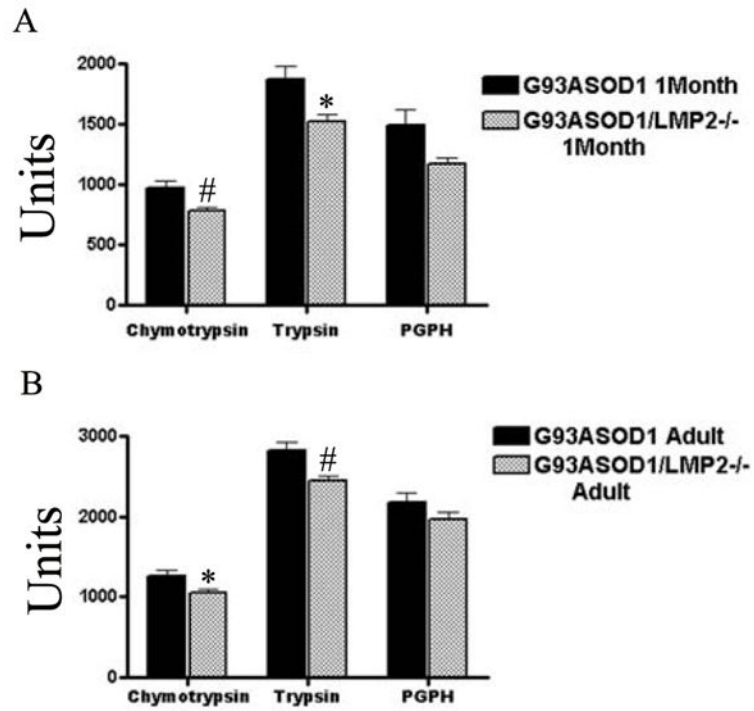 A
2000
1500
1000
500
0
Units
#
*
Chymotrypsin Trypsin PGPH
G93ASOD1 1Month
G93ASOD1/LMP2-/-
1Month
B
3000
2000
1000
0
Units
*
#
Chymotrypsin Trypsin PGPH
G93ASOD1 Adult
G93ASOD1/LMP2-/-
Adult